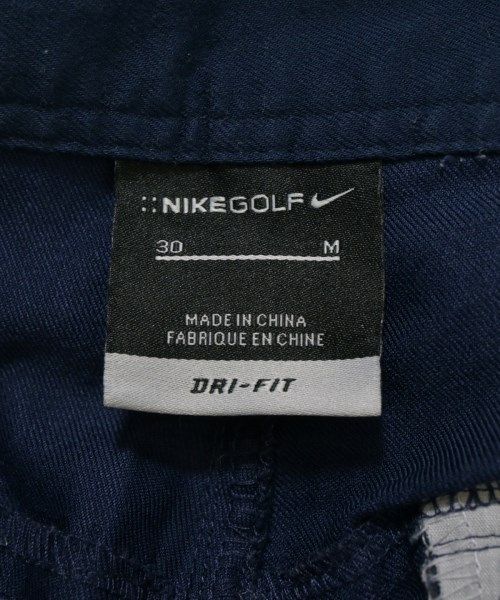 ::NIKEGOLF
30 M
MADE IN CHINA
FABRIQUE EN CHINE
DRI-FIT